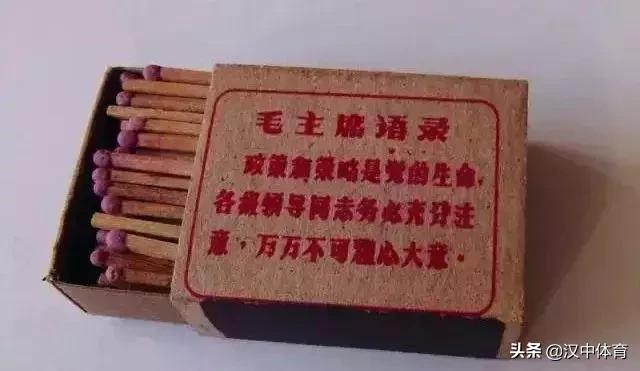 毛主席语录
政策和策略是党的生命，
各级领导同志务必充分注
意，万万不可粗心大意。
头条 @汉中体育